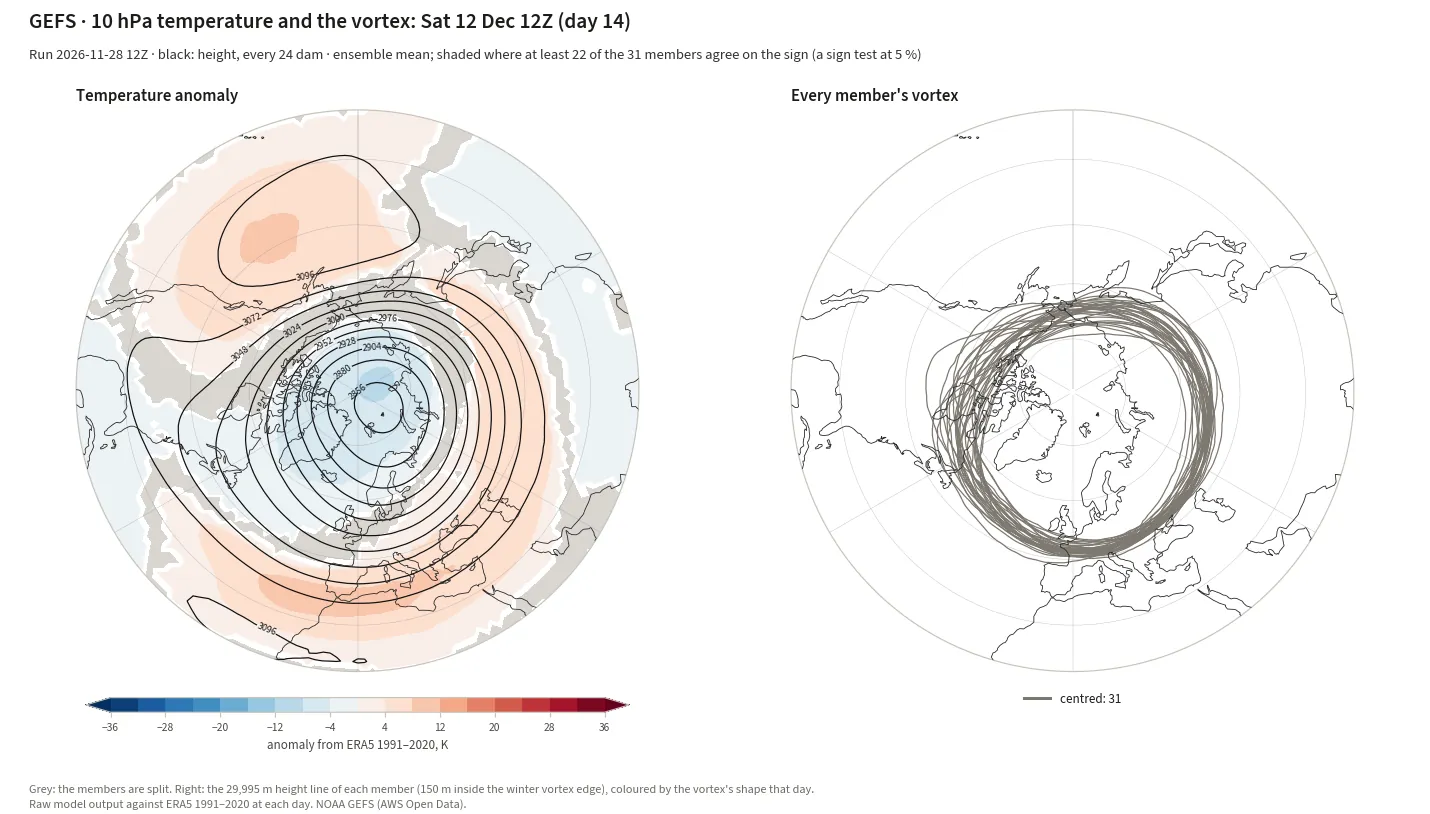 GEFS · 10 hPa temperature and the vortex: Sat 12 Dec 12Z (day 14)
Run 2026-11-28 12Z · black: height, every 24 dam · ensemble mean; shaded where at least 22 of the 31 members agree on the sign (a sign test at 5 %)
Temperature anomaly
Every member's vortex
3096
3072
3024
3000
2976
3048
2952
2928
2904
2880
2856
3096
centred: 31
−36
−28
−20
−12
−4
4
12
20
28
36
anomaly from ERA5 1991–2020, K
Grey: the members are split. Right: the 29,995 m height line of each member (150 m inside the winter vortex edge), coloured by the vortex's shape that day.
Raw model output against ERA5 1991–2020 at each day. NOAA GEFS (AWS Open Data).